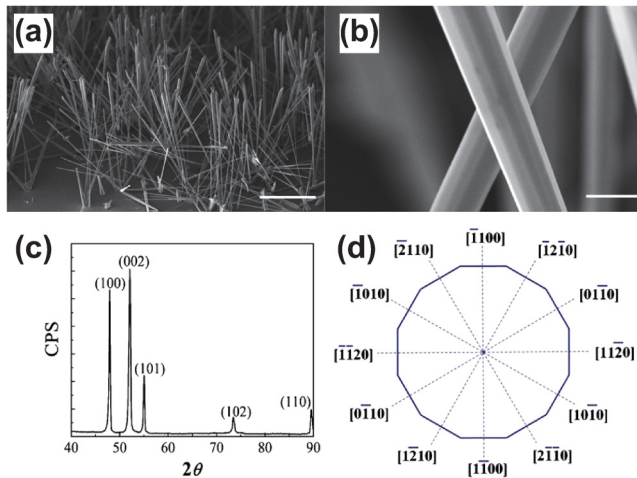 (a)
(b)
(c)
(d)
CPS
(100)
(002)
(101)
(102)
(110)
40 50 60 70 80 90
2θ
[1̄100]
[2̄110]
[1̄21̄0]
[1̄010]
[011̄0]
[1̄1̄20]
[112̄0]
[01̄10]
[101̄0]
[12̄10]
[21̄1̄0]
[11̄00]